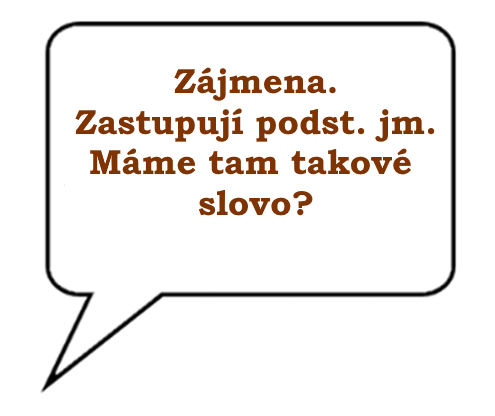 Zájmena.
Zastupují podst. jm.
Máme tam takové
slovo?